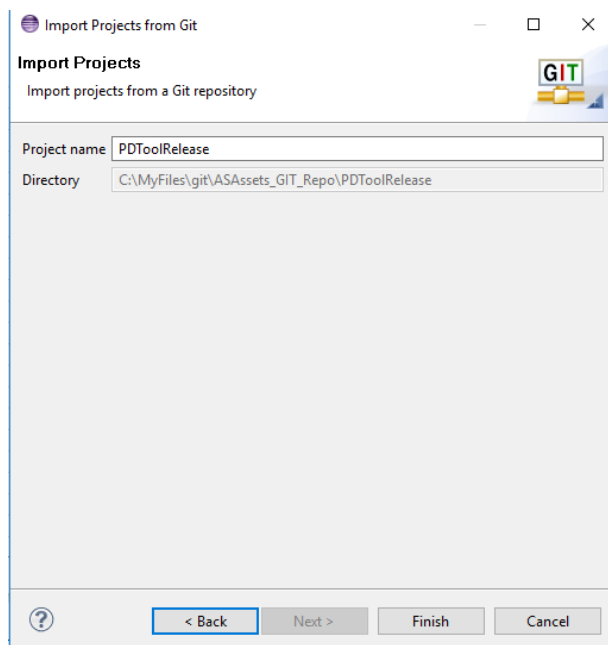 Import Projects from Git
Import Projects
Import projects from a Git repository
GIT
Project name PDToolRelease
Directory C:\MyFiles\git\ASAssets_GIT_Repo\PDToolRelease
?
< Back Next > Finish Cancel